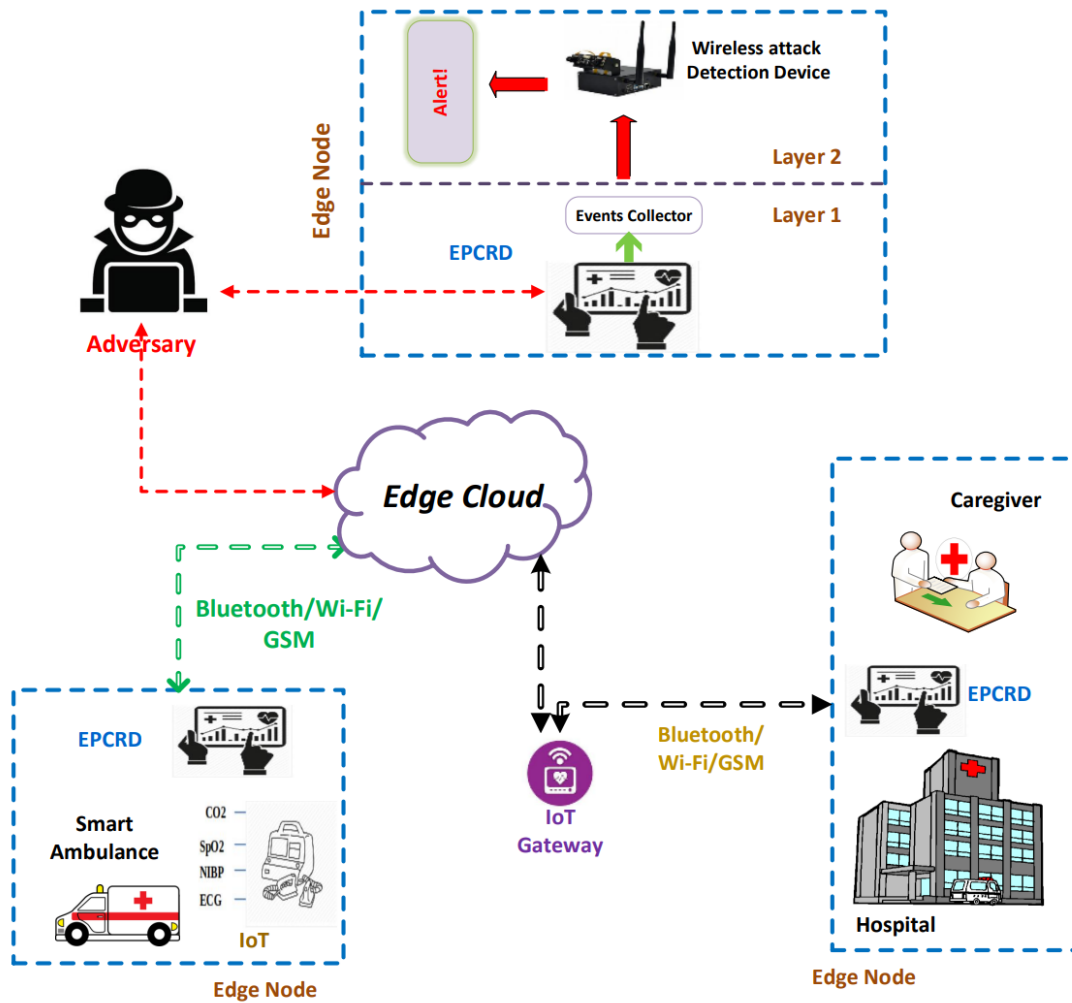 Wireless attack
Detection Device
Alert!
Edge Node
Layer 2
Events Collector
Layer 1
EPCRD
Adversary
Edge Cloud
Caregiver
Bluetooth/Wi-Fi/
GSM
EPCRD
EPCRD
Bluetooth/
Wi-Fi/GSM
CO2
Smart
Ambulance
SpO2
NIBP
ECG
IoT
IoT
Gateway
Hospital
Edge Node
Edge Node